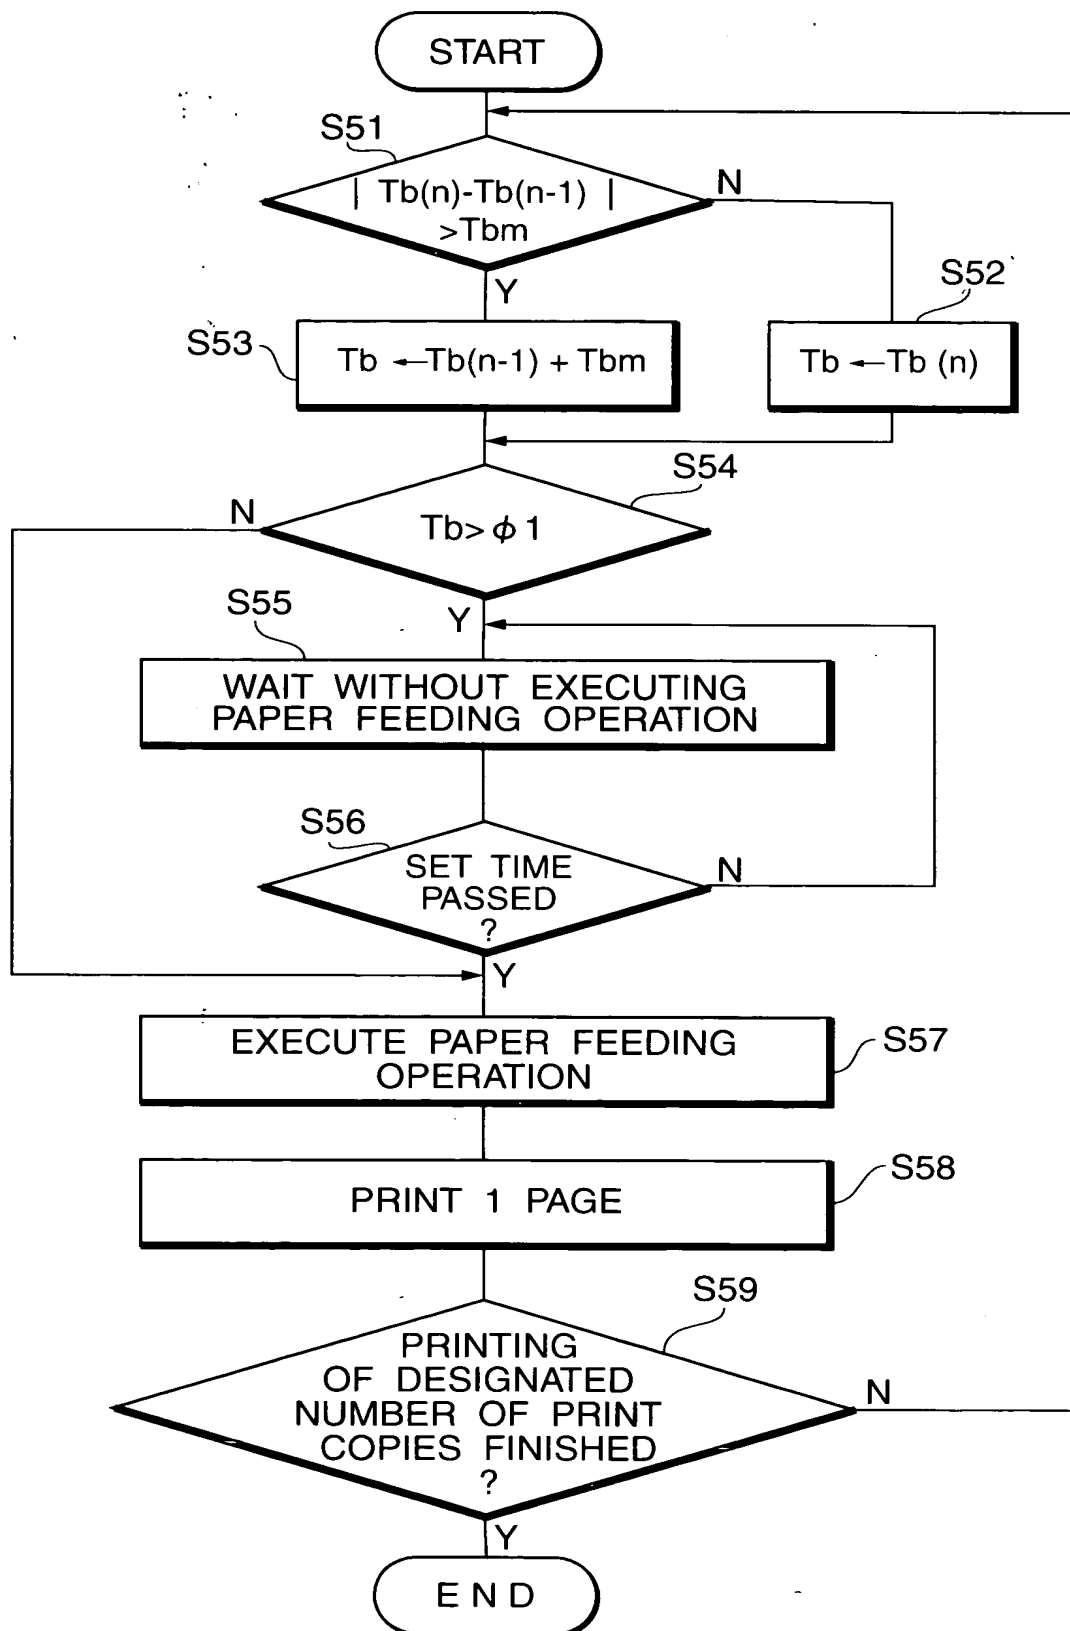 START
S51
| Tb(n)-Tb(n-1) |
>Tbm
N
Y
S52
S53
Tb ←Tb(n-1) + Tbm
Tb ←Tb (n)
S54
N
Tb> ϕ 1
S55
Y
WAIT WITHOUT EXECUTING
PAPER FEEDING OPERATION
S56
SET TIME
PASSED
?
N
Y
EXECUTE PAPER FEEDING
OPERATION
S57
PRINT 1 PAGE
S58
S59
PRINTING
OF DESIGNATED
NUMBER OF PRINT
COPIES FINISHED
?
N
Y
END